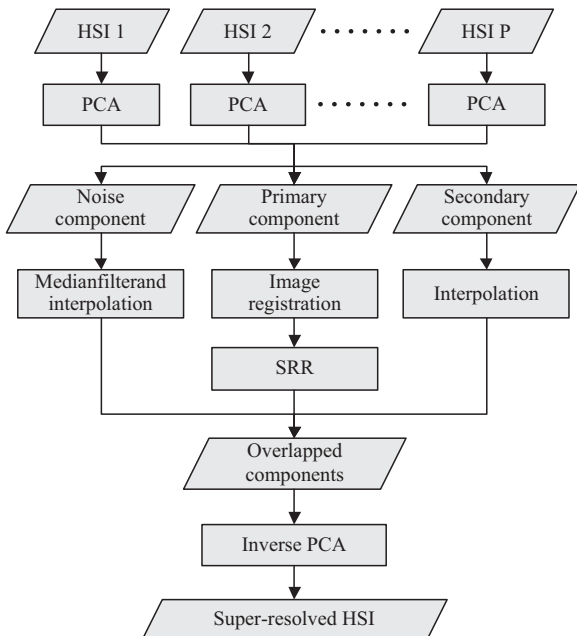 HSI 1
HSI 2
HSI P
PCA
PCA
PCA
Noise
component
Primary
component
Secondary
component
Medianfilterand
interpolation
Image
registration
Interpolation
SRR
Overlapped
components
Inverse PCA
Super-resolved HSI